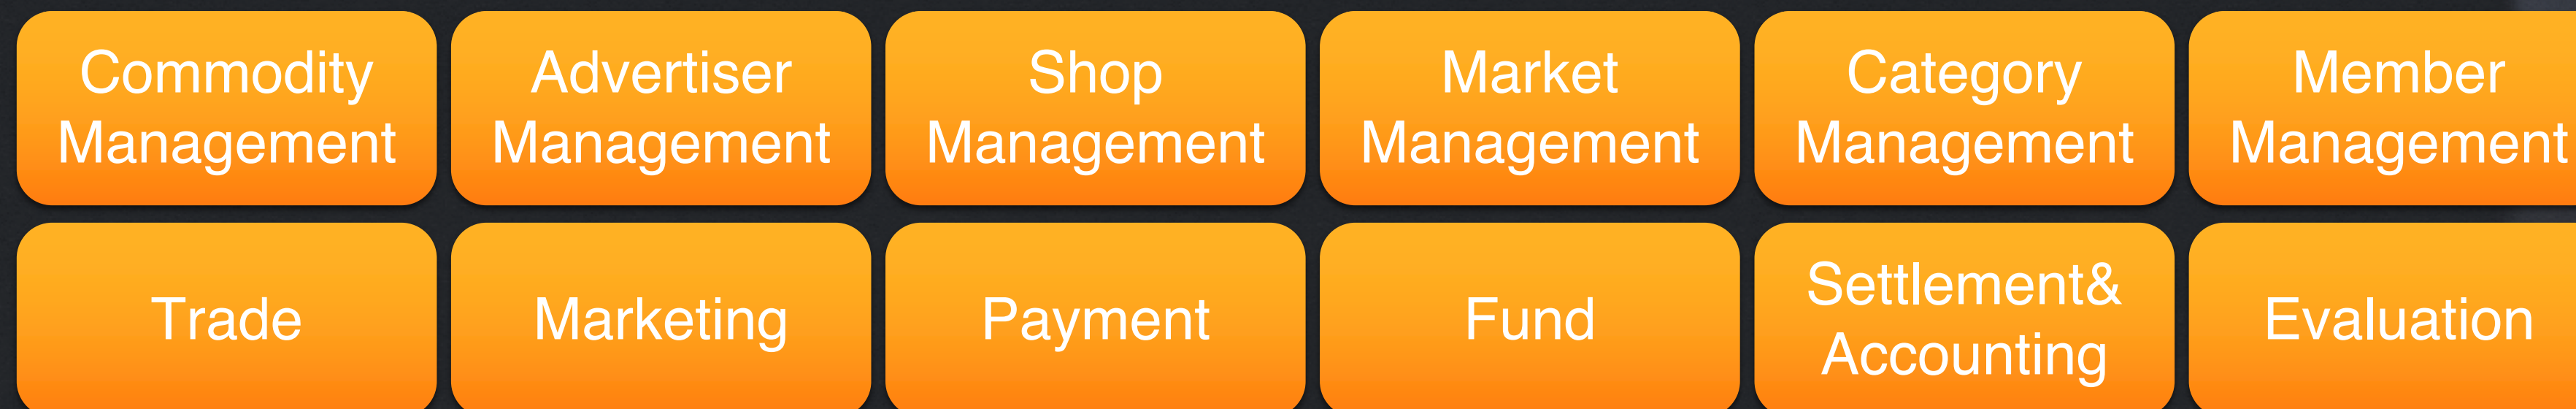 Commodity
Management
Advertiser
Management
Shop
Management
Market
Management
Category
Management
Member
Management
Trade
Marketing
Payment
Fund
Settlement&
Accounting
Evaluation